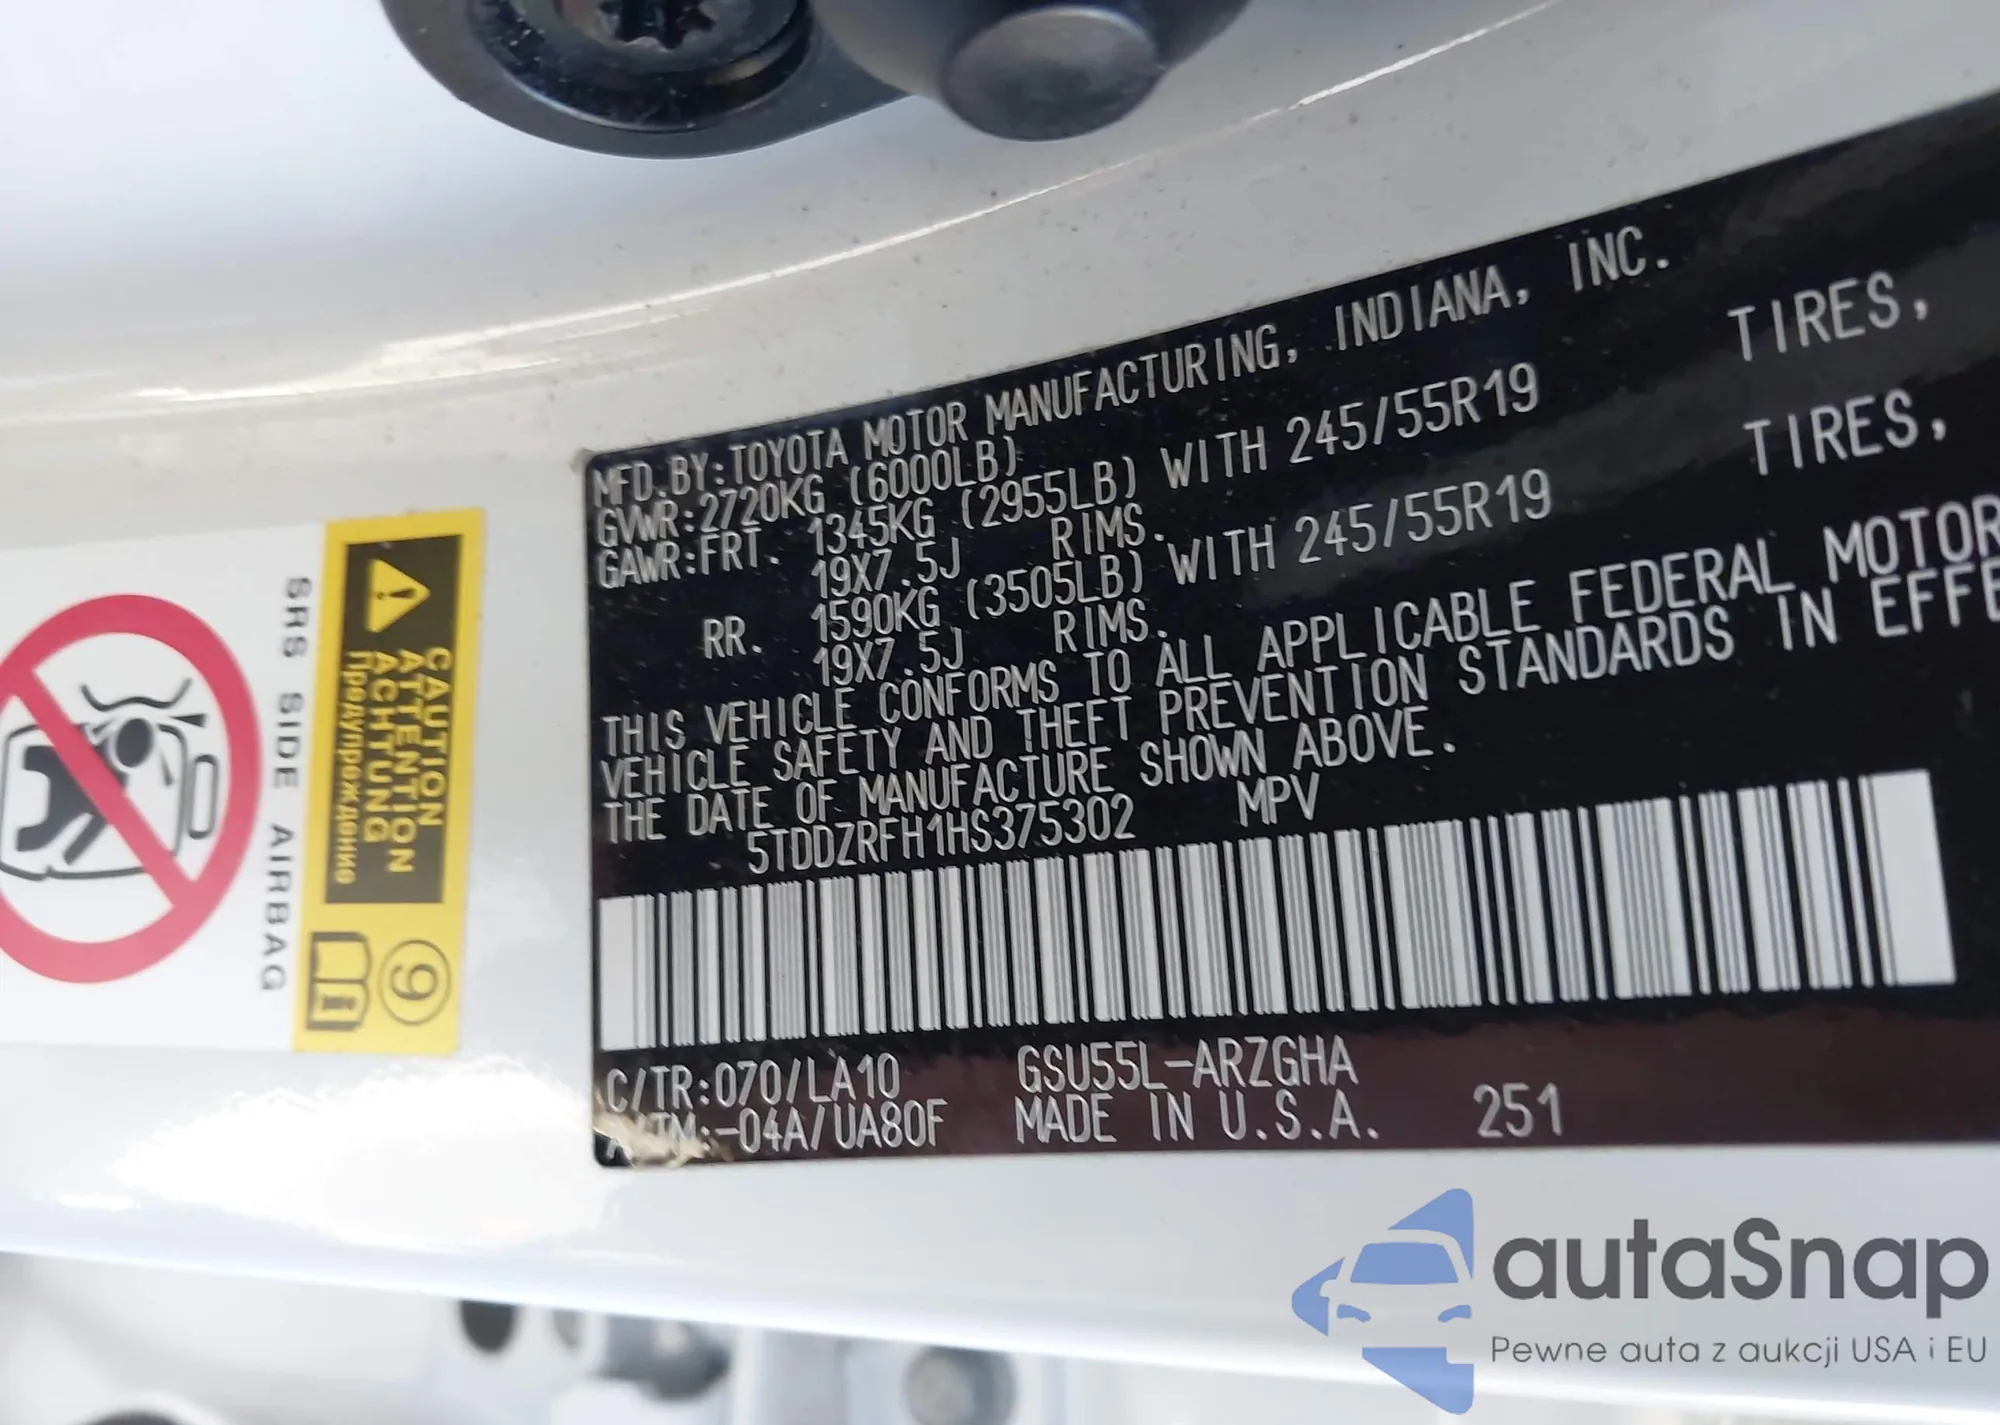 MFD.BY:TOYOTA MOTOR MANUFACTURING, INDIANA, INC.
GVWR:2720KG (6000LB)
GAWR:FRT. 1345KG (2955LB) WITH 245/55R19 TIRES,
19X7.5J RIMS.
RR. 1590KG (3505LB) WITH 245/55R19 TIRES,
19X7.5J RIMS.
THIS VEHICLE CONFORMS TO ALL APPLICABLE FEDERAL MOTOR
VEHICLE SAFETY AND THEFT PREVENTION STANDARDS IN EFFE
THE DATE OF MANUFACTURE SHOWN ABOVE.
5TDDZRFH1HS375302 MPV
C/TR:070/LA10 GSU55L-ARZGHA
TM:-04A/UA80F MADE IN U.S.A. 251
CAUTION
ATTENTION
ACHTUNG
Предупреждение
9
SRS SIDE AIRBAG
autaSnap
Pewne auta z aukcji USA i EU